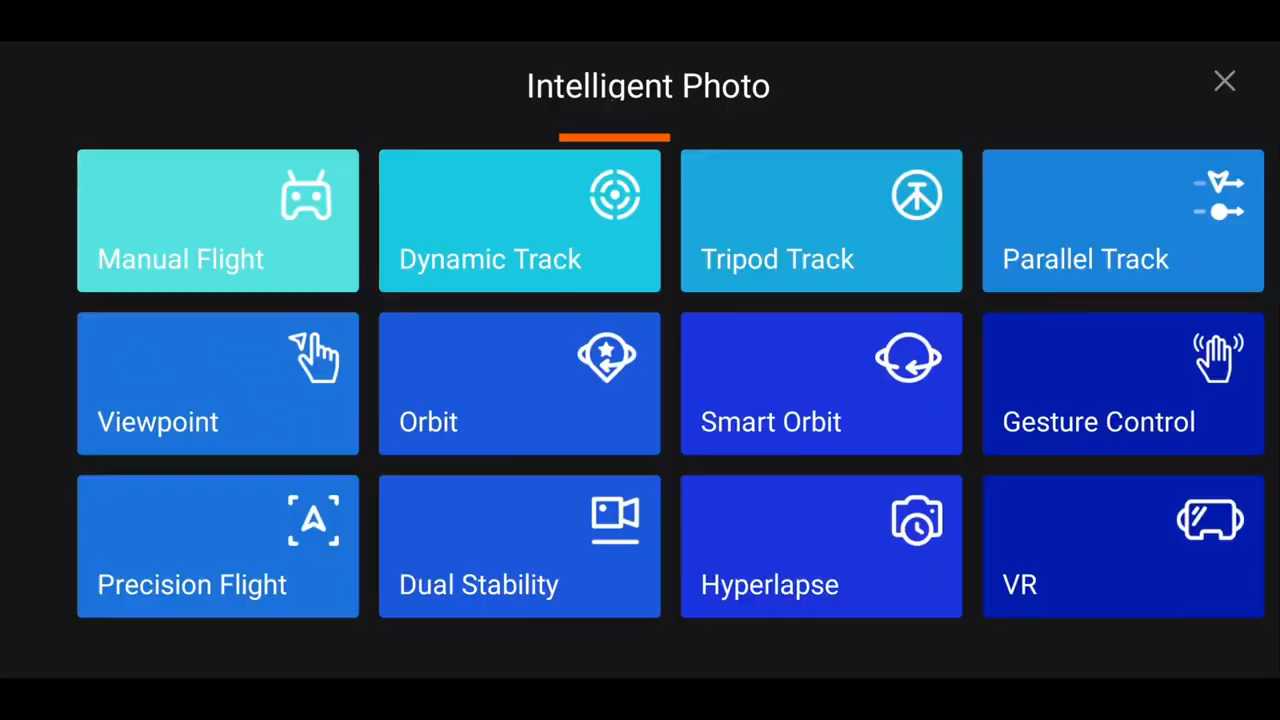 Intelligent Photo
Manual Flight
Dynamic Track
Tripod Track
Parallel Track
Viewpoint
Orbit
Smart Orbit
Gesture Control
Precision Flight
Dual Stability
Hyperlapse
VR